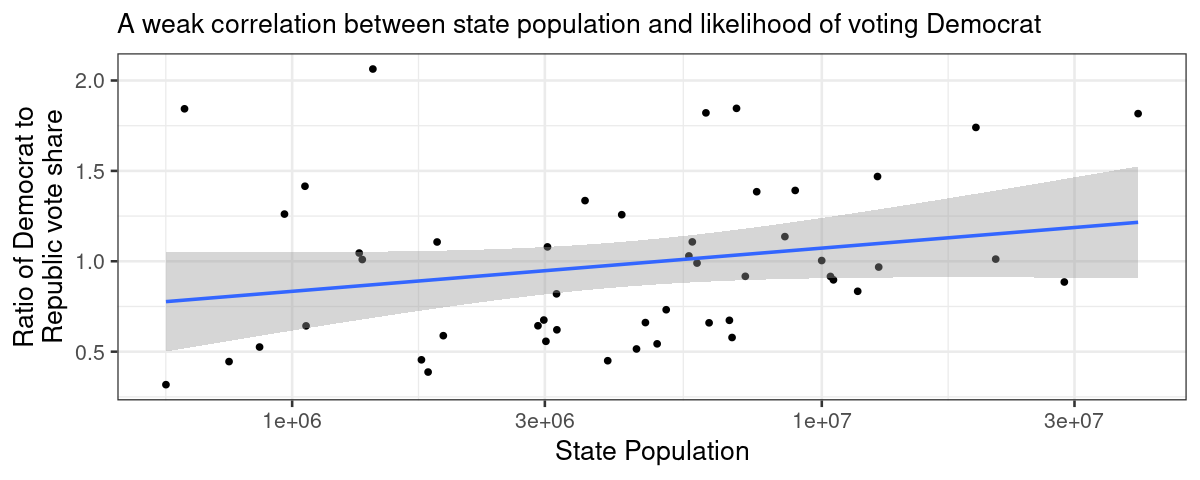 A weak correlation between state population and likelihood of voting Democrat
Ratio of Democrat to
Republic vote share
2.0
1.5
1.0
0.5
1e+06
3e+06
1e+07
3e+07
State Population